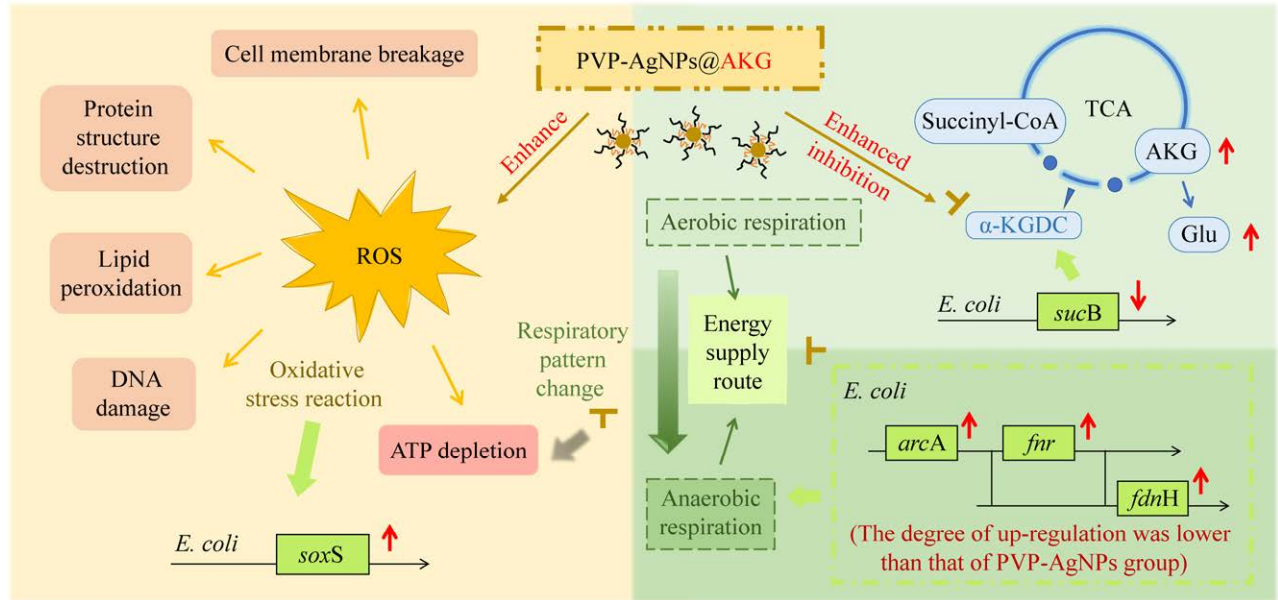 PVP-AgNPs@AKG
Cell membrane breakage
Protein
structure
destruction
Lipid
peroxidation
DNA
damage
ROS
Enhance
Oxidative
stress reaction
ATP depletion
E. coli
soxS
Respiratory
pattern
change
Enhanced
inhibition
Aerobic respiration
Energy
supply
route
Anaerobic
respiration
Succinyl-CoA
TCA
AKG
Glu
α-KGDC
E. coli
sucB
E. coli
arcA
fnr
fdnH
(The degree of up-regulation was lower
than that of PVP-AgNPs group)